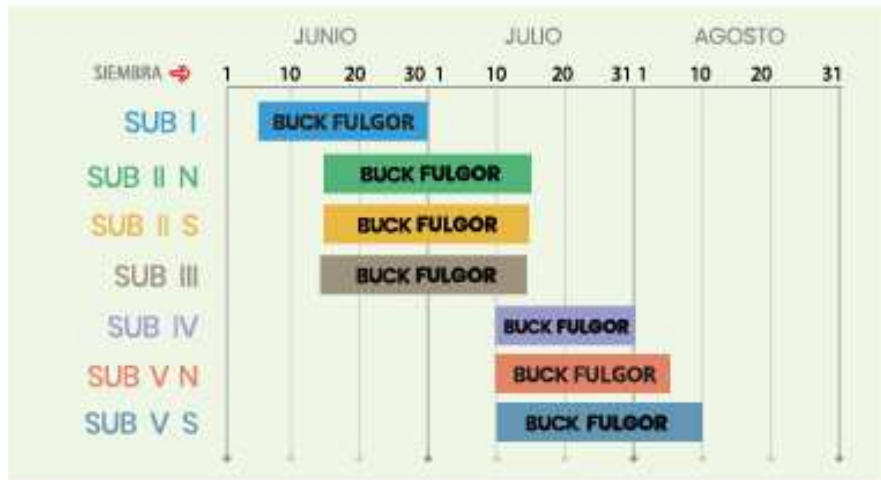 JUNIO JULIO AGOSTO
SIEMBRA 1 10 20 30 1 10 20 31 1 10 20 31
SUB I BUCK FULGOR
SUB II N BUCK FULGOR
SUB II S BUCK FULGOR
SUB III BUCK FULGOR
SUB IV BUCK FULGOR
SUB V N BUCK FULGOR
SUB V S BUCK FULGOR